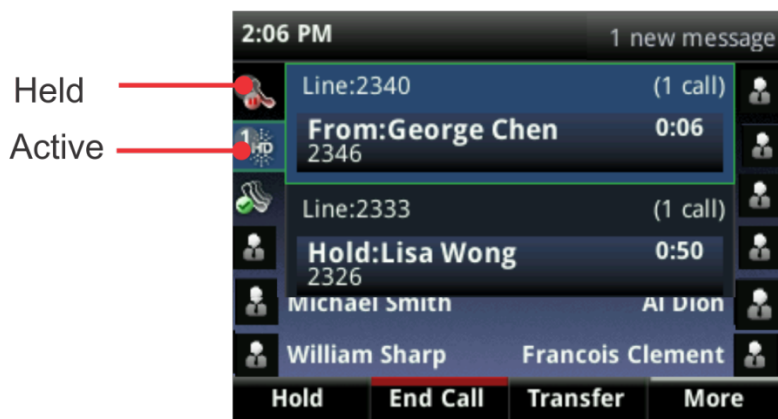 2:06 PM 1 new message
Held
Line:2340 (1 call)
From:George Chen 0:06
2346
Active
1 HD
Line:2333 (1 call)
Hold:Lisa Wong 0:50
2326
Michael Smith Al Dion
William Sharp Francois Clement
Hold End Call Transfer More